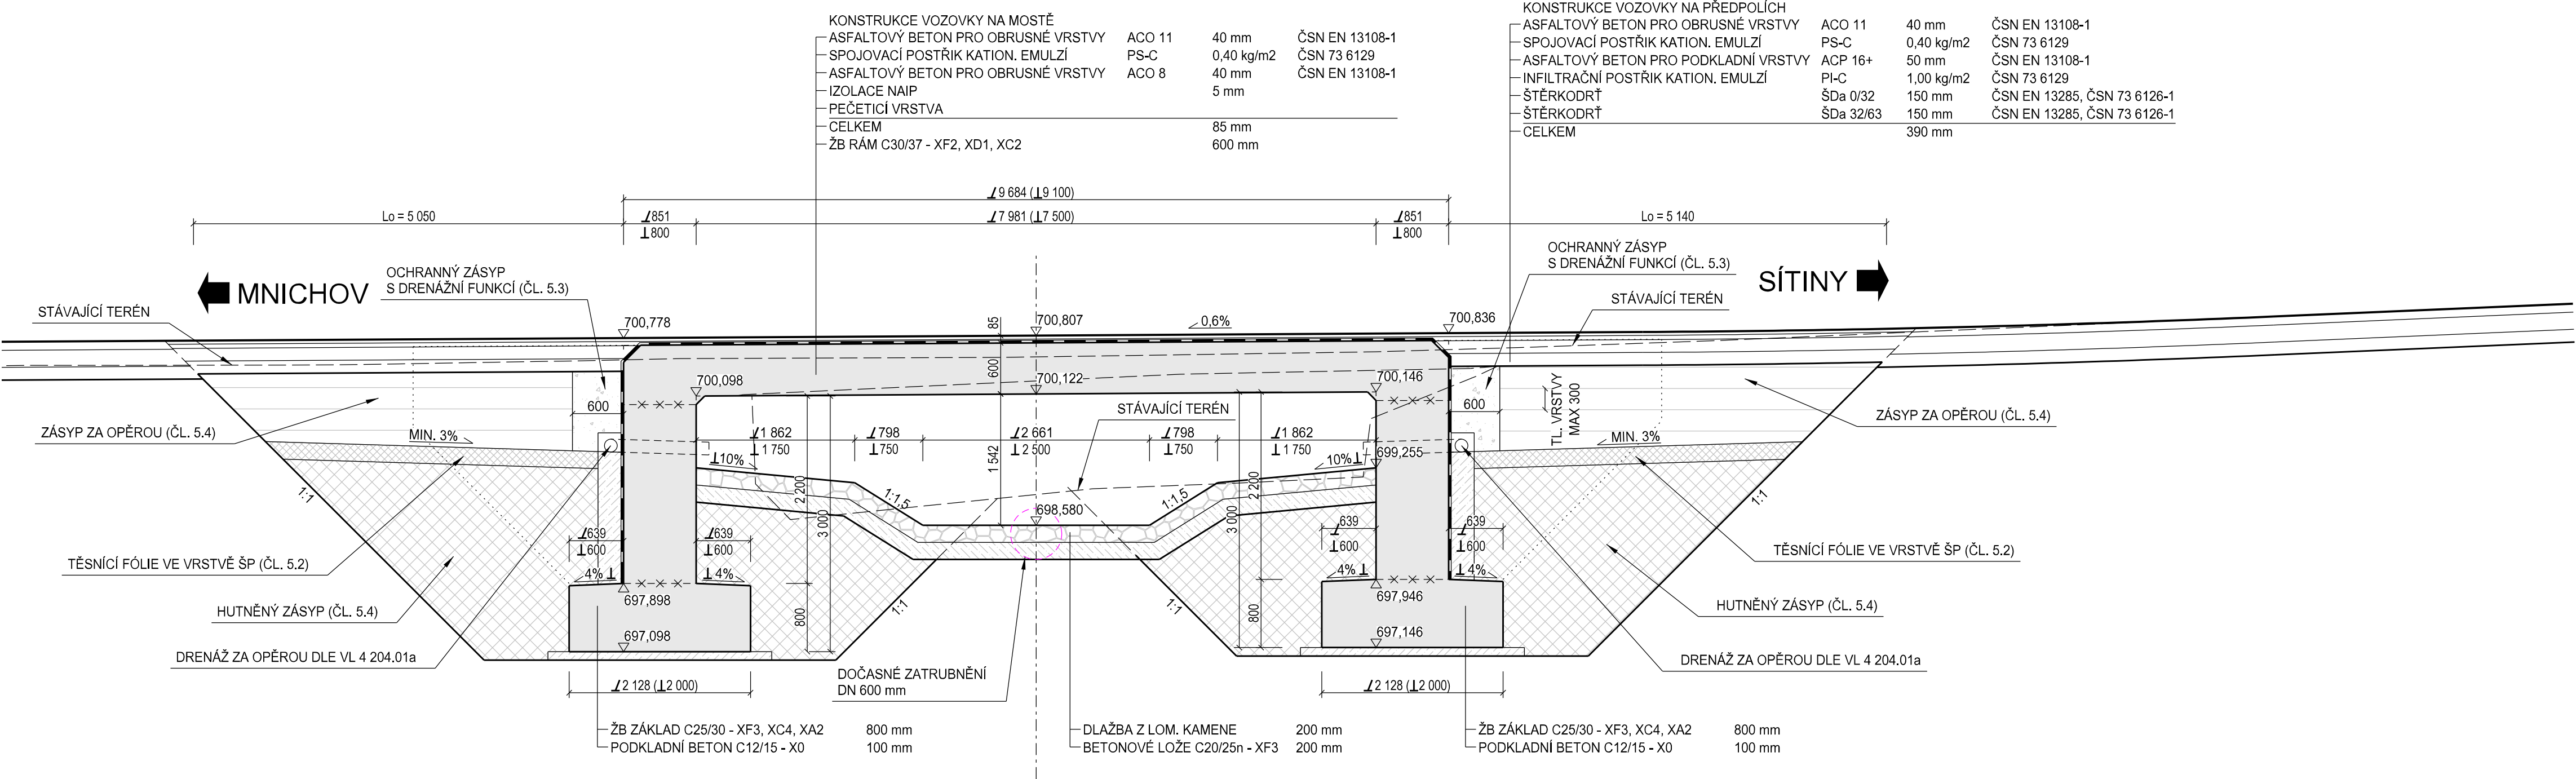 KONSTRUKCE VOZOVKY NA MOSTĚ
ASFALTOVÝ BETON PRO OBRUSNÉ VRSTVY ACO 11 40 mm ČSN EN 13108-1
SPOJOVACÍ POSTŘIK KATION. EMULZÍ PS-C 0,40 kg/m2 ČSN 73 6129
ASFALTOVÝ BETON PRO OBRUSNÉ VRSTVY ACO 8 40 mm ČSN EN 13108-1
IZOLACE NAIP 5 mm
PEČETICÍ VRSTVA
CELKEM 85 mm
ŽB RÁM C30/37 - XF2, XD1, XC2 600 mm
KONSTRUKCE VOZOVKY NA PŘEDPOLÍCH
ASFALTOVÝ BETON PRO OBRUSNÉ VRSTVY ACO 11 40 mm ČSN EN 13108-1
SPOJOVACÍ POSTŘIK KATION. EMULZÍ PS-C 0,40 kg/m2 ČSN 73 6129
ASFALTOVÝ BETON PRO PODKLADNÍ VRSTVY ACP 16+ 50 mm ČSN EN 13108-1
INFILTRAČNÍ POSTŘIK KATION. EMULZÍ PI-C 1,00 kg/m2 ČSN 73 6129
ŠTĚRKODRŤ ŠDa 0/32 150 mm ČSN EN 13285, ČSN 73 6126-1
ŠTĚRKODRŤ ŠDa 32/63 150 mm ČSN EN 13285, ČSN 73 6126-1
CELKEM 390 mm
9 684 (⊥9 100)
Lo = 5 050
851
⊥800
7 981 (⊥7 500)
851
⊥800
Lo = 5 140
MNICHOV
OCHRANNÝ ZÁSYP
S DRENÁŽNÍ FUNKCÍ (ČL. 5.3)
OCHRANNÝ ZÁSYP
S DRENÁŽNÍ FUNKCÍ (ČL. 5.3)
SÍTINY
STÁVAJÍCÍ TERÉN
STÁVAJÍCÍ TERÉN
700,778
85
700,807
0,6%
700,836
600
700,098
700,122
700,146
600
STÁVAJÍCÍ TERÉN
600
TL. VRSTVY
MAX 300
ZÁSYP ZA OPĚROU (ČL. 5.4)
ZÁSYP ZA OPĚROU (ČL. 5.4)
MIN. 3%
MIN. 3%
1 862
⊥1 750
798
⊥750
2 661
⊥2 500
798
⊥750
1 862
⊥1 750
⊥10%
10%⊥
699,255
1 542
1:1
1:1,5
1:1,5
1:1
2 200
3 000
2 200
3 000
698,580
639
⊥600
639
⊥600
639
⊥600
639
⊥600
TĚSNÍCÍ FÓLIE VE VRSTVĚ ŠP (ČL. 5.2)
TĚSNÍCÍ FÓLIE VE VRSTVĚ ŠP (ČL. 5.2)
4%⊥
⊥4%
4%⊥
⊥4%
697,898
697,946
HUTNĚNÝ ZÁSYP (ČL. 5.4)
HUTNĚNÝ ZÁSYP (ČL. 5.4)
800
1:1
1:1
800
697,098
697,146
DRENÁŽ ZA OPĚROU DLE VL 4 204.01a
DRENÁŽ ZA OPĚROU DLE VL 4 204.01a
DOČASNÉ ZATRUBNĚNÍ
DN 600 mm
2 128 (⊥2 000)
2 128 (⊥2 000)
ŽB ZÁKLAD C25/30 - XF3, XC4, XA2 800 mm
PODKLADNÍ BETON C12/15 - X0 100 mm
DLAŽBA Z LOM. KAMENE 200 mm
BETONOVÉ LOŽE C20/25n - XF3 200 mm
ŽB ZÁKLAD C25/30 - XF3, XC4, XA2 800 mm
PODKLADNÍ BETON C12/15 - X0 100 mm